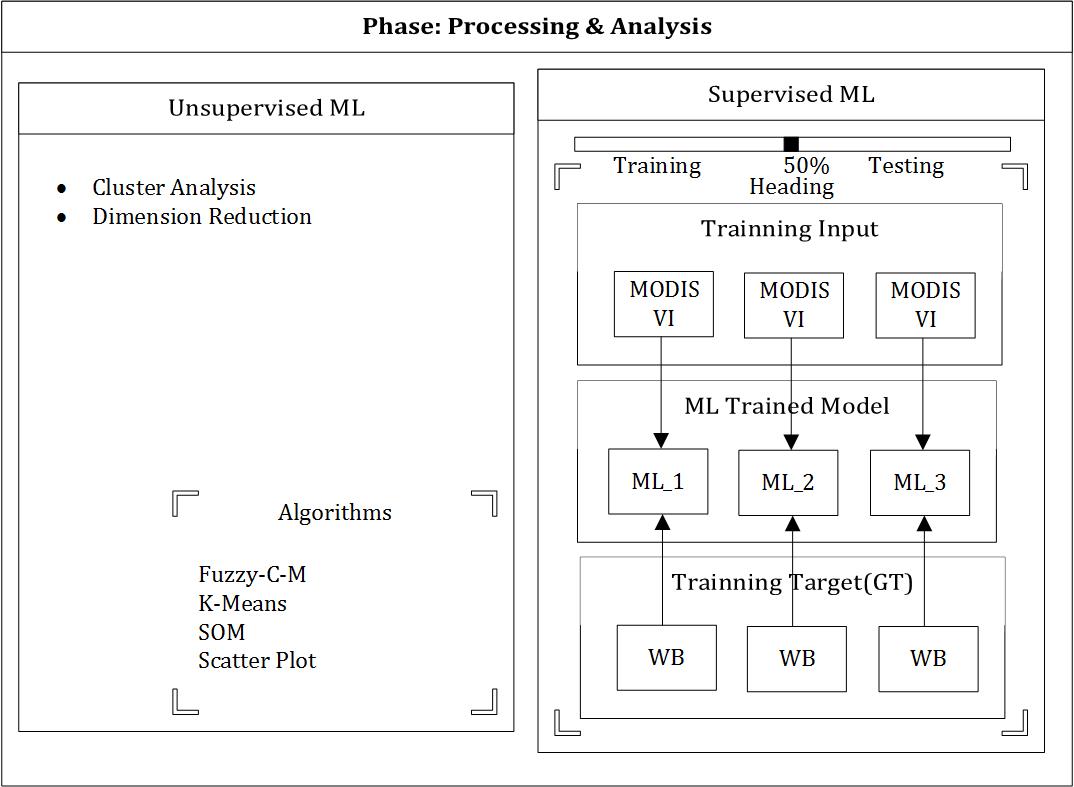 Phase: Processing & Analysis
Unsupervised ML
Cluster Analysis
Dimension Reduction
Algorithms
Fuzzy-C-M
K-Means
SOM
Scatter Plot
Supervised ML
Training 50% Testing
Heading
Trainning Input
MODIS VI
MODIS VI
MODIS VI
ML Trained Model
ML_1 ML_2 ML_3
Trainning Target(GT)
WB WB WB